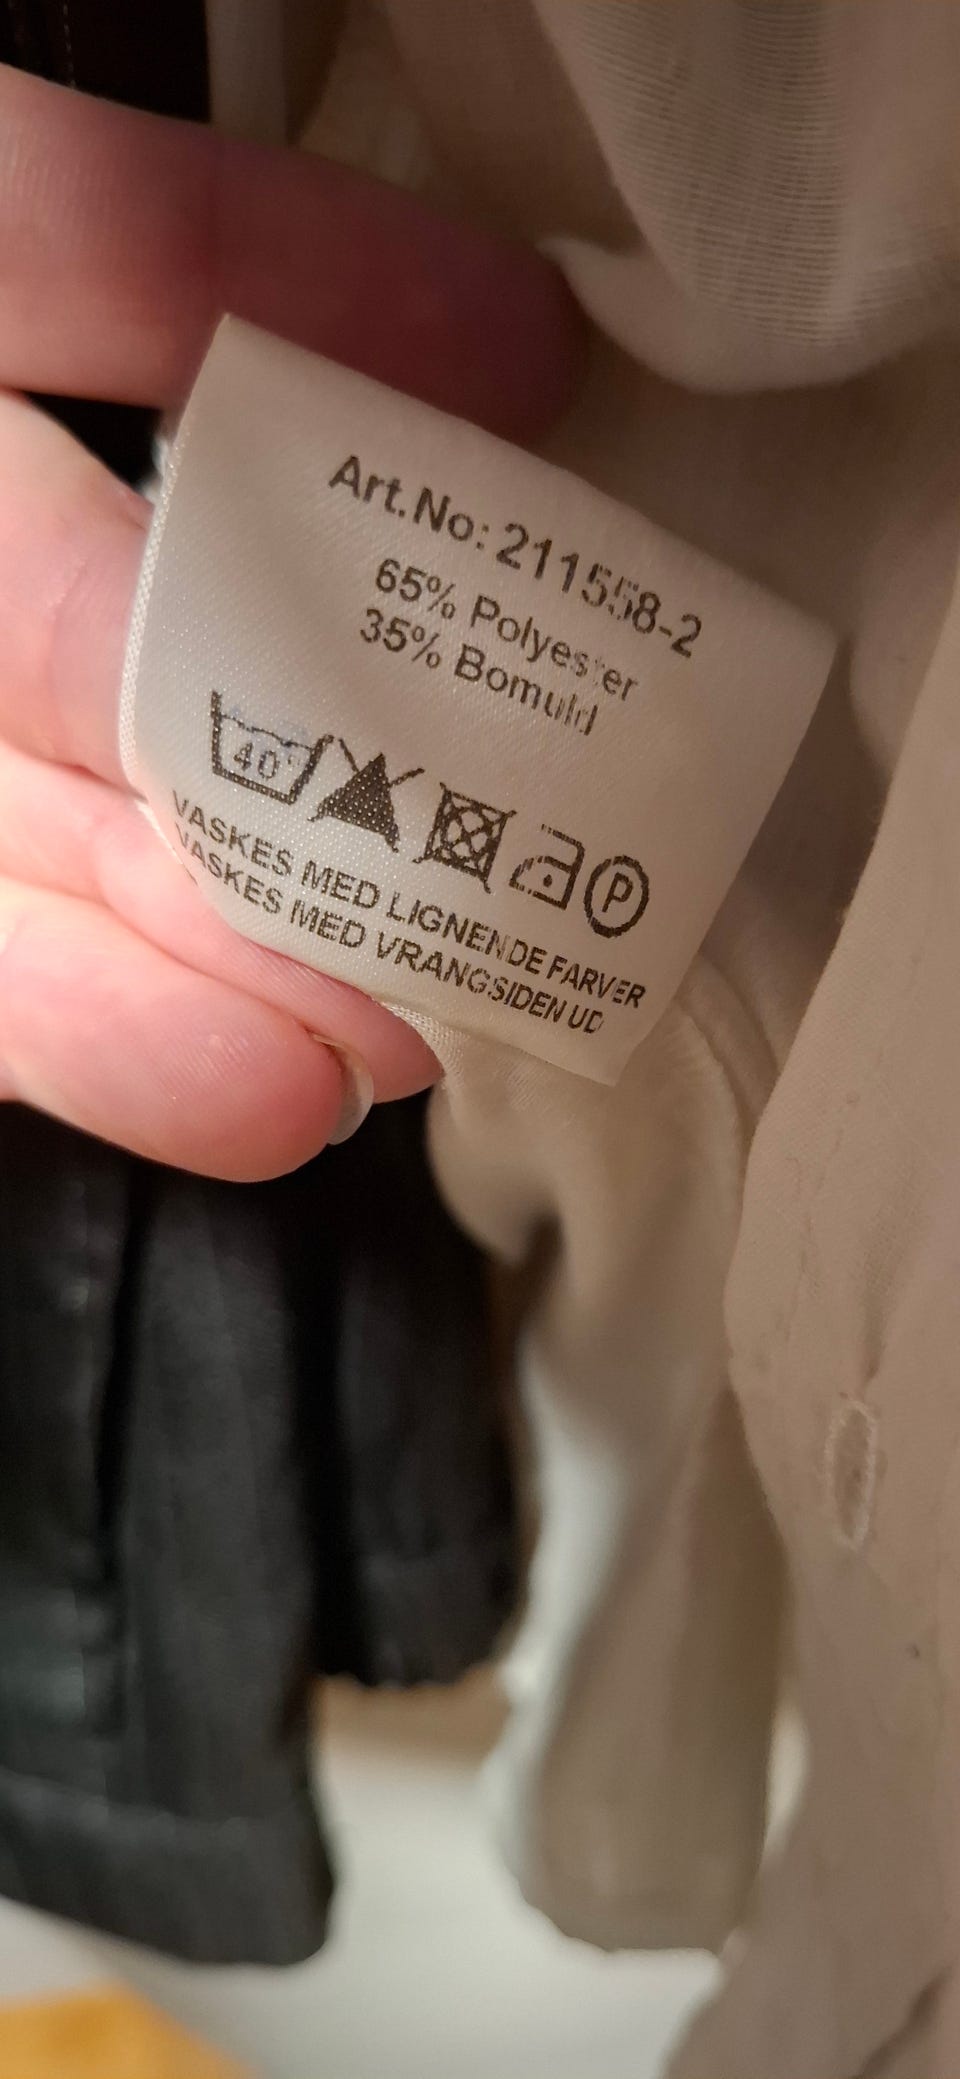 Art.No: 211558-2
65% Polyester
35% Bomuld
40° P
VASKES MED LIGNENDE FARVER
VASKES MED VRANGSIDEN UD